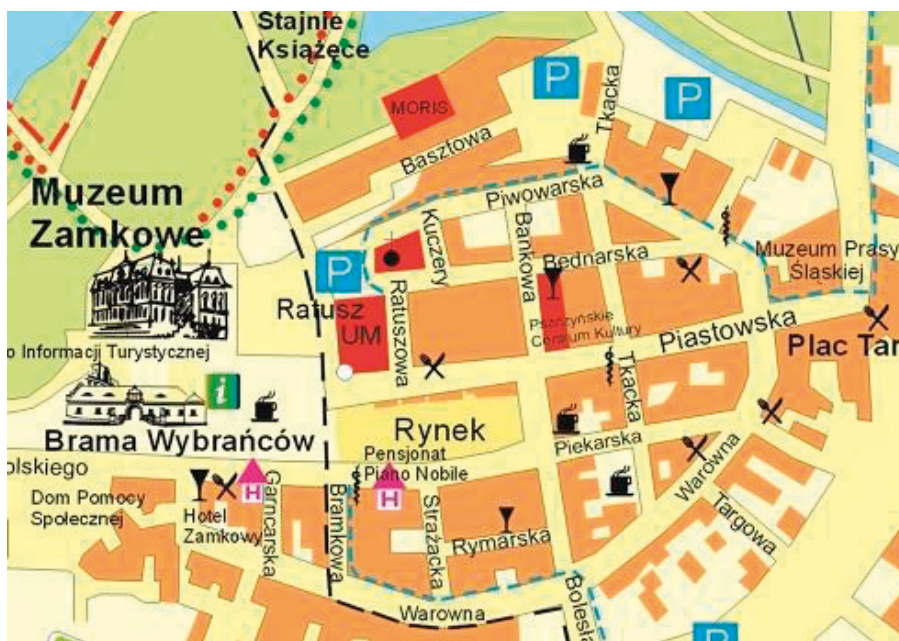 Stajnie
Książęce
P
P
MORIS
Tkacka
Basztowa
Muzeum
Zamkowe
Piwowarska
Kuczery
Bankowa
Bednarska
Muzeum Prasy
Śląskiej
P
Ratusz
UM
Ratuszowa
Pszczyńskie
Centrum Kultury
Piastowska
Plac Tar
o Informacji Turystycznej
i
Tkacka
Brama Wybrańców
Rynek
Piekarska
olskiego
Pensjonat
Piano Nobile
Warowna
H
H
Dom Pomocy
Społecznej
Hotel
Zamkowy
Garncarska
Bramkowa
Strażacka
Rymarska
Targowa
Warowna
Bolesła
P